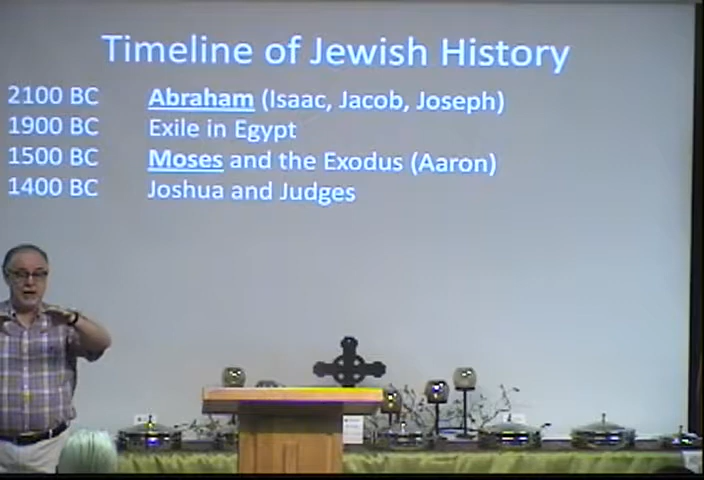 Timeline of Jewish History
2100 BC Abraham (Isaac, Jacob, Joseph)
1900 BC Exile in Egypt
1500 BC Moses and the Exodus (Aaron)
1400 BC Joshua and Judges